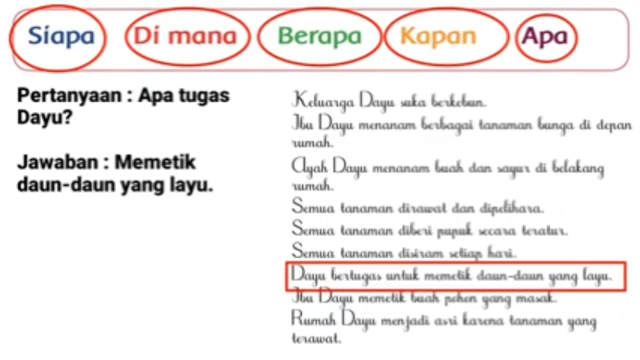 Siapa Di mana Berapa Kapan Apa
Pertanyaan : Apa tugas
Dayu?
Jawaban : Memetik
daun-daun yang layu.
Keluarga Dayu suka berkebun.
Ibu Dayu menanam berbagai tanaman bunga di depan
rumah.
Ayah Dayu menanam buah dan sayur di belakang
rumah.
Semua tanaman dirawat dan dipelihara.
Semua tanaman diberi pupuk secara teratur.
Semua tanaman disiram setiap hari.
Dayu bertugas untuk memetik daun-daun yang layu.
Ibu Dayu memetik buah pohon yang masak.
Rumah Dayu menjadi asri karena tanaman yang
terawat.